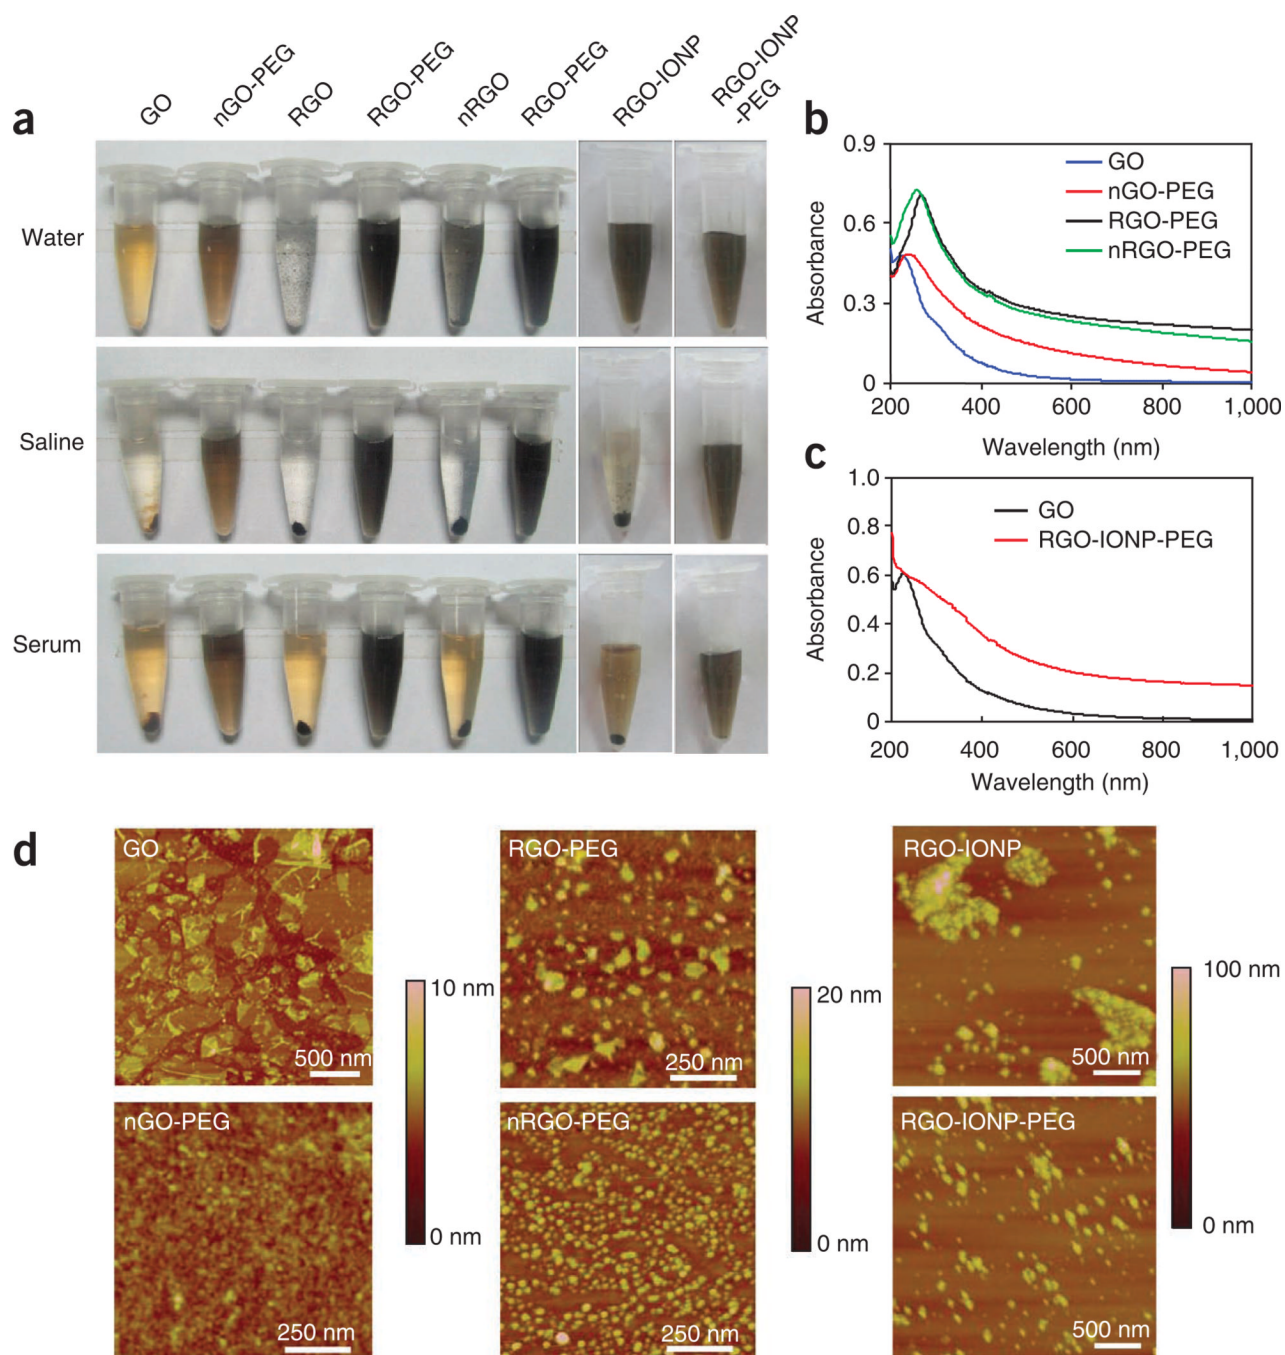 a
GO
nGO-PEG
RGO
RGO-PEG
nRGO
RGO-PEG
RGO-IONP
RGO-IONP
-PEG
Water
Saline
Serum
b
0.9
0.6
0.3
0
Absorbance
GO
nGO-PEG
RGO-PEG
nRGO-PEG
200
400
600
800
1,000
Wavelength (nm)
c
1.0
0.8
0.6
0.4
0.2
0
Absorbance
GO
RGO-IONP-PEG
200
400
600
800
1,000
Wavelength (nm)
d
GO
500 nm
nGO-PEG
250 nm
10 nm
0 nm
RGO-PEG
250 nm
nRGO-PEG
250 nm
20 nm
0 nm
RGO-IONP
500 nm
RGO-IONP-PEG
500 nm
100 nm
0 nm